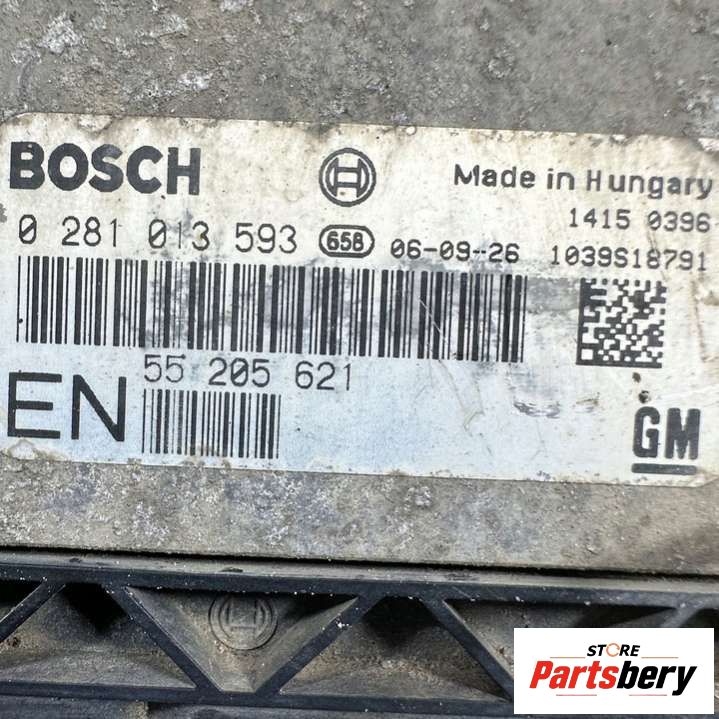 BOSCH
Made in Hungary
1415 0396
0 281 013 593 658 06-09-26 1039S18791
55 205 621
EN
GM
STORE
Partsbery